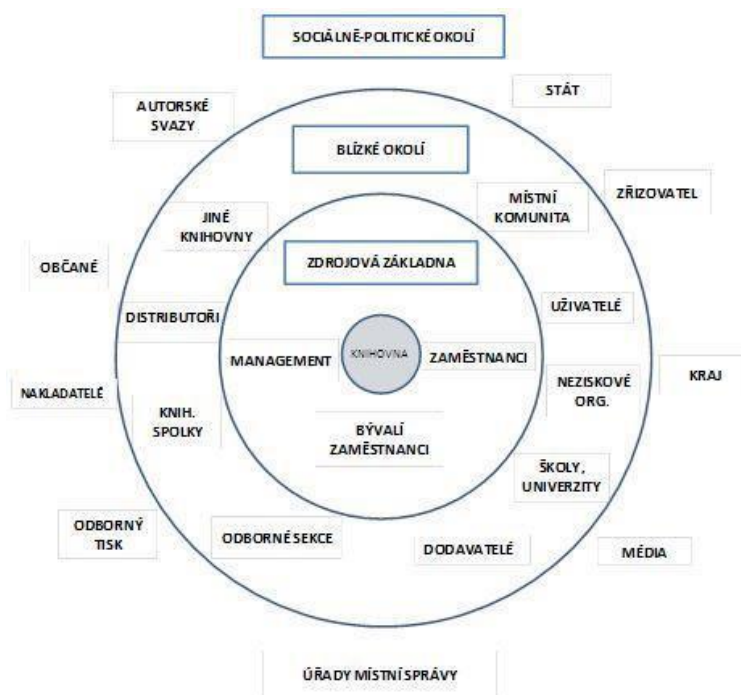 SOCIÁLNĚ-POLITICKÉ OKOLÍ
STÁT
AUTORSKÉ
SVAZY
BLÍZKÉ OKOLÍ
ZŘIZOVATEL
MÍSTNÍ
KOMUNITA
JINÉ
KNIHOVNY
OBČANÉ
ZDROJOVÁ ZÁKLADNA
DISTRIBUTOŘI
UŽIVATELÉ
MANAGEMENT
KNIHOVNA
ZAMĚSTNANCI
KRAJ
NEZISKOVÉ
ORG.
NAKLADATELÉ
KNIH.
SPOLKY
BÝVALÍ
ZAMĚSTNANCI
ŠKOLY,
UNIVERZITY
ODBORNÝ
TISK
ODBORNÉ SEKCE
DODAVATELÉ
MÉDIA
ÚŘADY MÍSTNÍ SPRÁVY